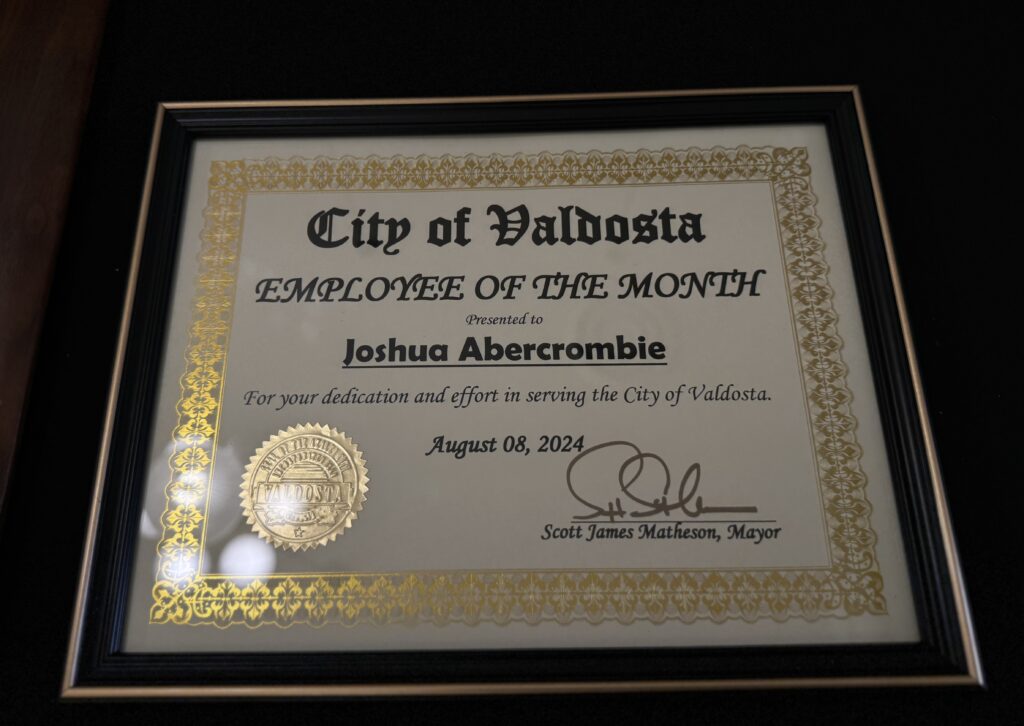 City of Valdosta
EMPLOYEE OF THE MONTH
Presented to
Joshua Abercrombie
For your dedication and effort in serving the City of Valdosta.
August 08, 2024
VALDOSTA
Scott James Matheson, Mayor